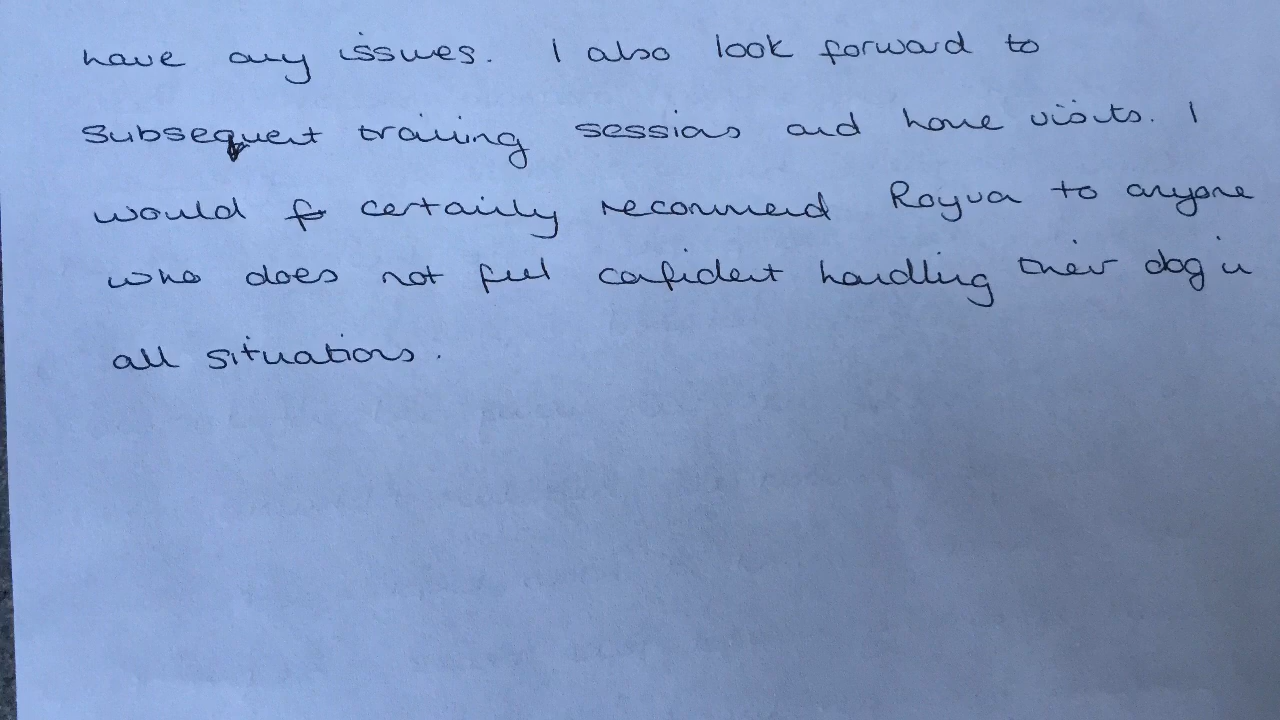 have any issues. I also look forward to
subsequent training sessions and home visits. I
would certainly recommend to anyone
who does not feel confident handling their dog in
all situations.